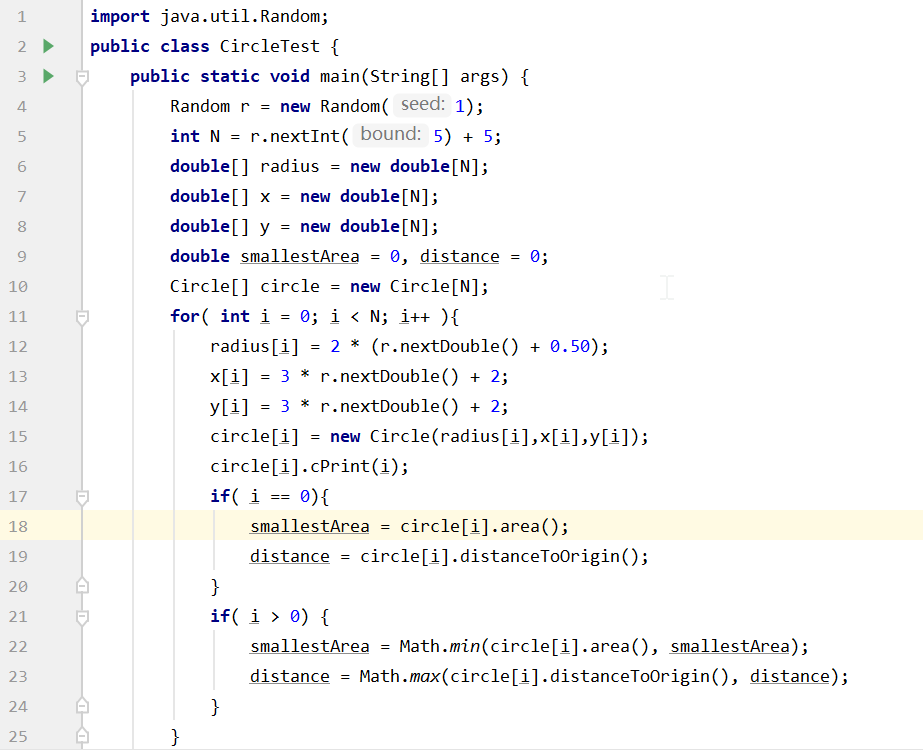 1 import java.util.Random;
2 public class CircleTest {
3 public static void main(String[] args) {
4 Random r = new Random( seed: 1);
5 int N = r.nextInt( bound: 5) + 5;
6 double[] radius = new double[N];
7 double[] x = new double[N];
8 double[] y = new double[N];
9 double smallestArea = 0, distance = 0;
10 Circle[] circle = new Circle[N];
11 for( int i = 0; i < N; i++ ){
12 radius[i] = 2 * (r.nextDouble() + 0.50);
13 x[i] = 3 * r.nextDouble() + 2;
14 y[i] = 3 * r.nextDouble() + 2;
15 circle[i] = new Circle(radius[i],x[i],y[i]);
16 circle[i].cPrint(i);
17 if( i == 0){
18 smallestArea = circle[i].area();
19 distance = circle[i].distanceToOrigin();
20 }
21 if( i > 0) {
22 smallestArea = Math.min(circle[i].area(), smallestArea);
23 distance = Math.max(circle[i].distanceToOrigin(), distance);
24 }
25 }